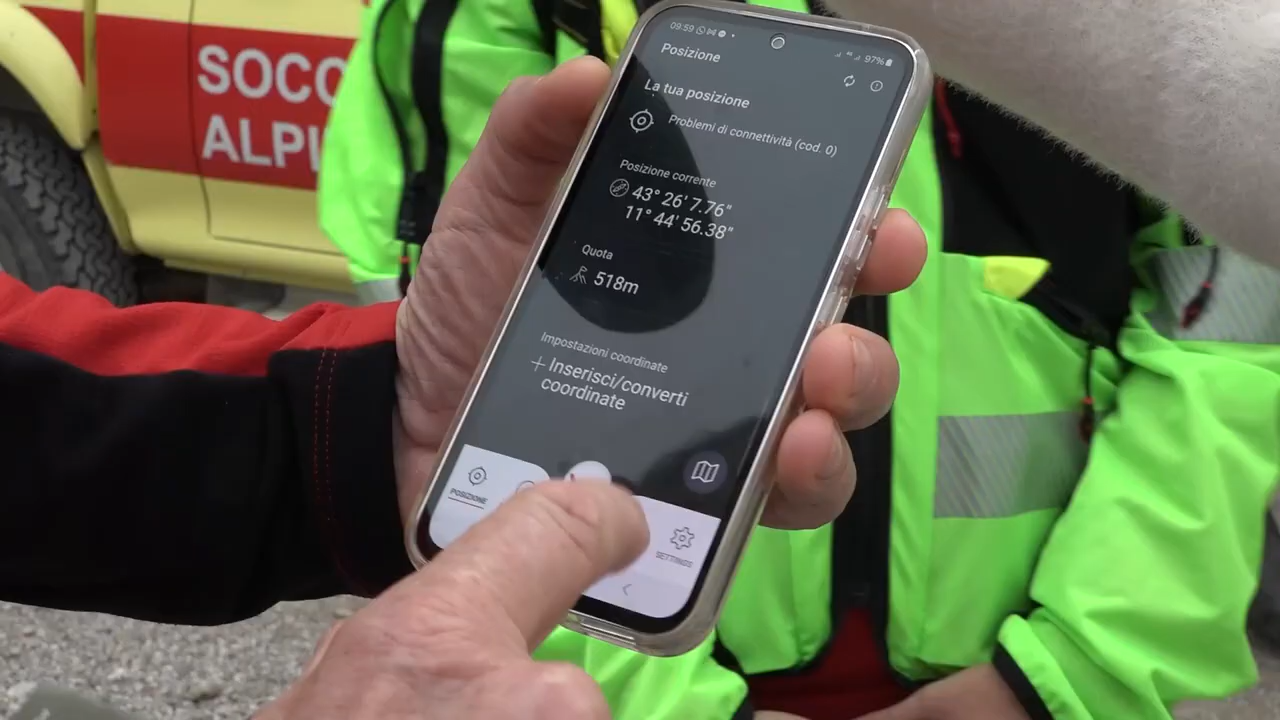 SOCCO
ALPI
09:59
97%
Posizione
La tua posizione
Problemi di connettività (cod. 0)
Posizione corrente
43° 26' 7.76"
11° 44' 56.38"
Quota
518m
Impostazioni coordinate
+ Inserisci/converti
coordinate
POSIZIONE
SETTINGS